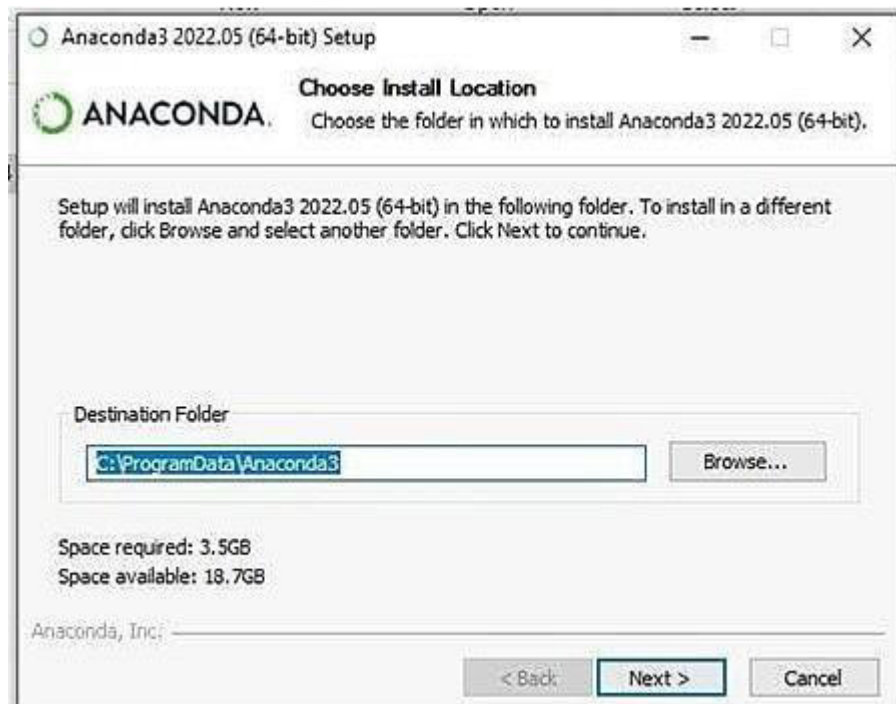 Anaconda3 2022.05 (64-bit) Setup
ANACONDA.
Choose Install Location
Choose the folder in which to install Anaconda3 2022.05 (64-bit).
Setup will install Anaconda3 2022.05 (64-bit) in the following folder. To install in a different
folder, click Browse and select another folder. Click Next to continue.
Destination Folder
C:\ProgramData\Anaconda3
Browse...
Space required: 3.5GB
Space available: 18.7GB
Anaconda, Inc.
< Back
Next >
Cancel